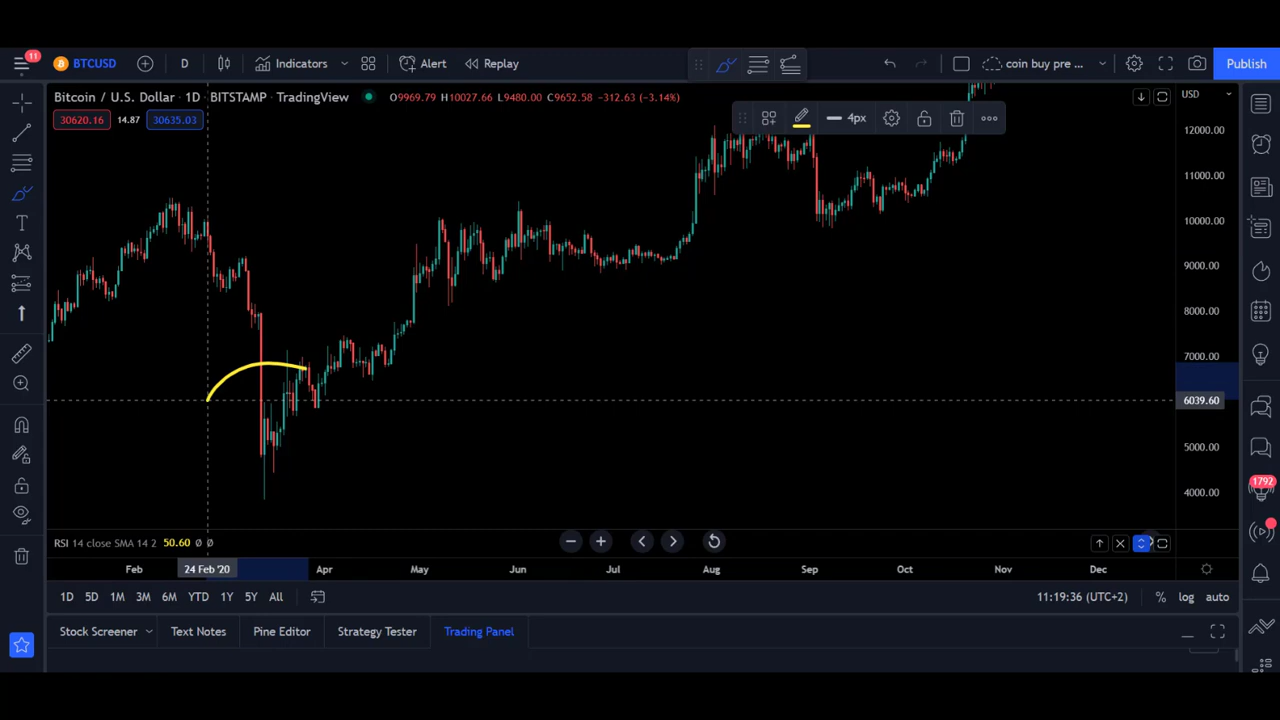 11
BTCUSD
D
Indicators
Alert
Replay
coin buy pre ...
Publish
Bitcoin / U.S. Dollar · 1D · BITSTAMP · TradingView
O9969.79 H10027.66 L9480.00 C9652.58 -312.63 (-3.14%)
USD
30620.16 14.87 30635.03
4px
12000.00
11000.00
10000.00
9000.00
8000.00
7000.00
6039.60
5000.00
4000.00
1792
RSI 14 close SMA 14 2 50.60 Ø Ø
Feb
24 Feb '20
Apr
May
Jun
Jul
Aug
Sep
Oct
Nov
Dec
1D 5D 1M 3M 6M YTD 1Y 5Y All
11:19:36 (UTC+2)
% log auto
Stock Screener
Text Notes
Pine Editor
Strategy Tester
Trading Panel